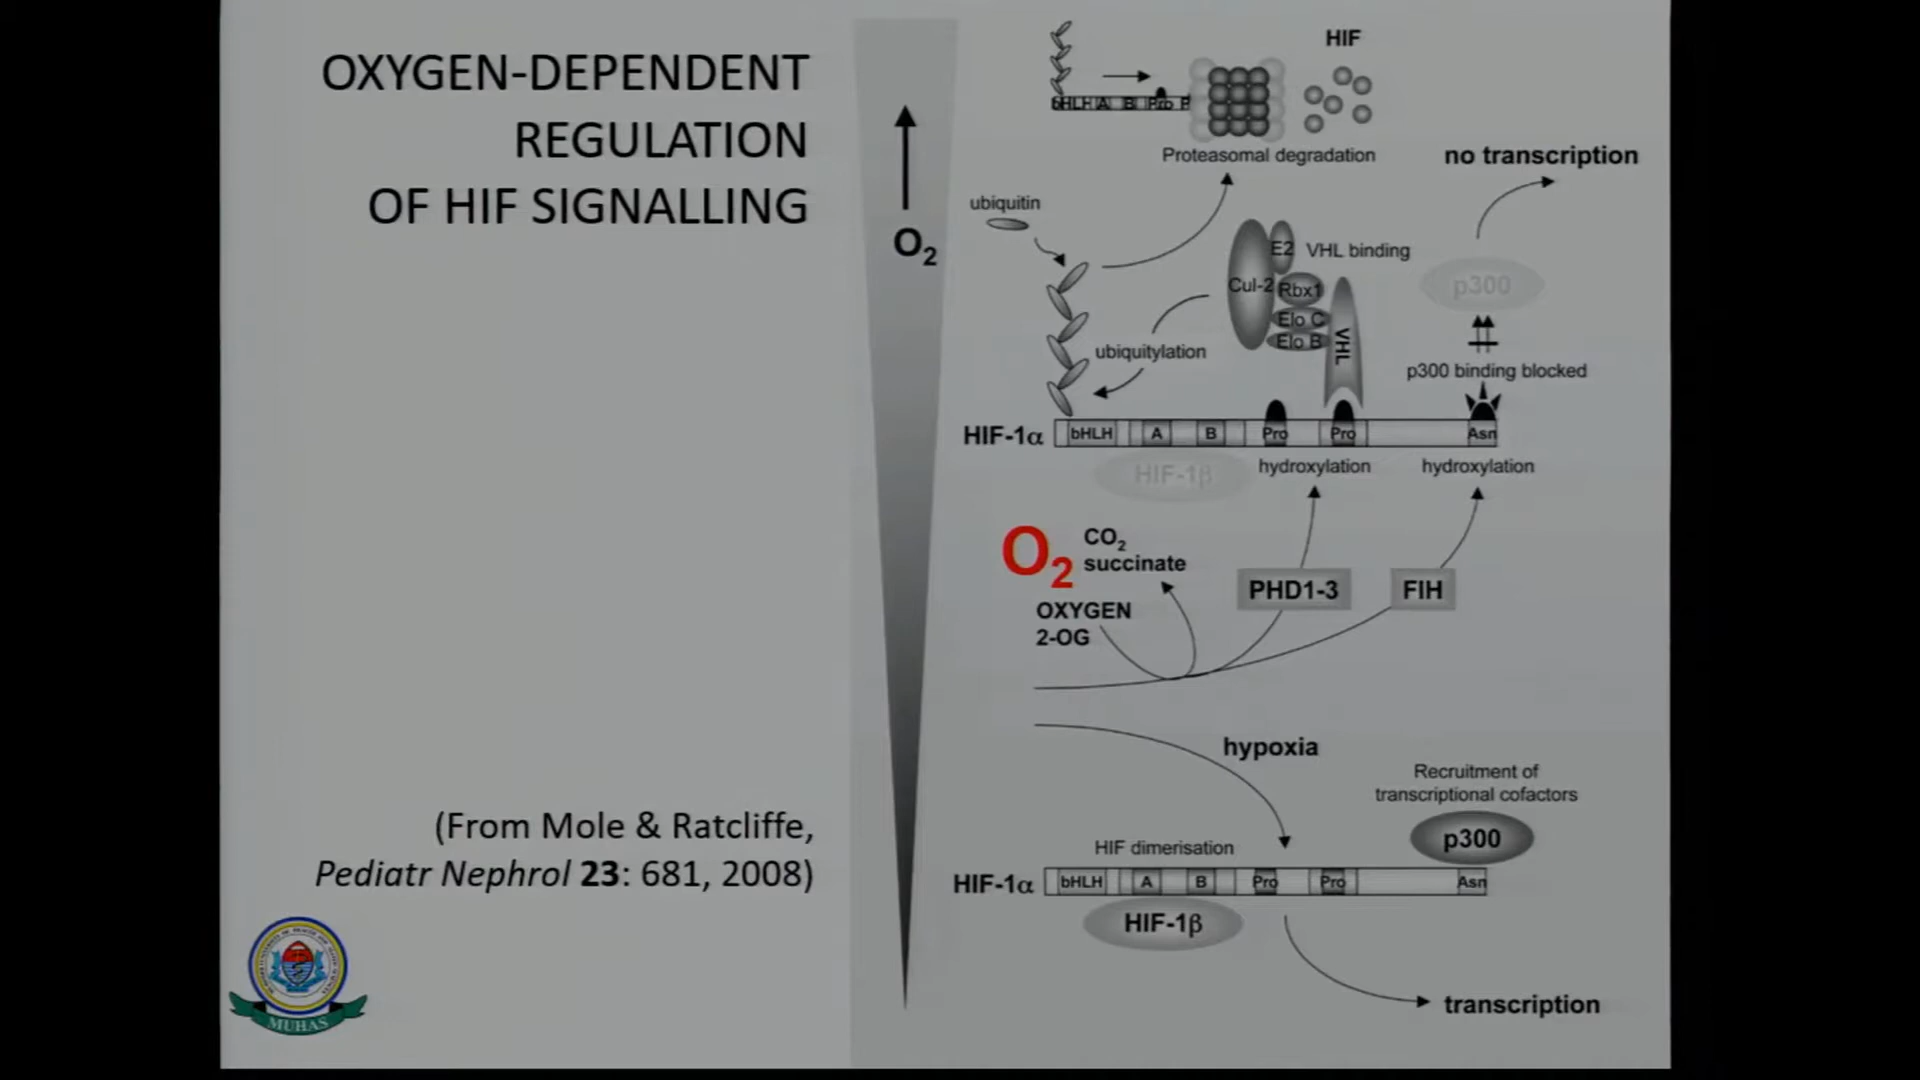 OXYGEN-DEPENDENT
REGULATION
OF HIF SIGNALLING
(From Mole & Ratcliffe,
Pediatr Nephrol 23: 681, 2008)
MUHAS
O2
HIF
bHLH A B Pro P
Proteasomal degradation
no transcription
ubiquitin
E2 VHL binding
Cul-2 Rbx1
p300
Elo C
Elo B
VHL
ubiquitylation
p300 binding blocked
HIF-1α bHLH A B Pro Pro Asn
HIF-1β
hydroxylation hydroxylation
O2
CO2
succinate
OXYGEN
2-OG
PHD1-3 FIH
hypoxia
Recruitment of
transcriptional cofactors
p300
HIF dimerisation
HIF-1α bHLH A B Pro Pro Asn
HIF-1β
transcription